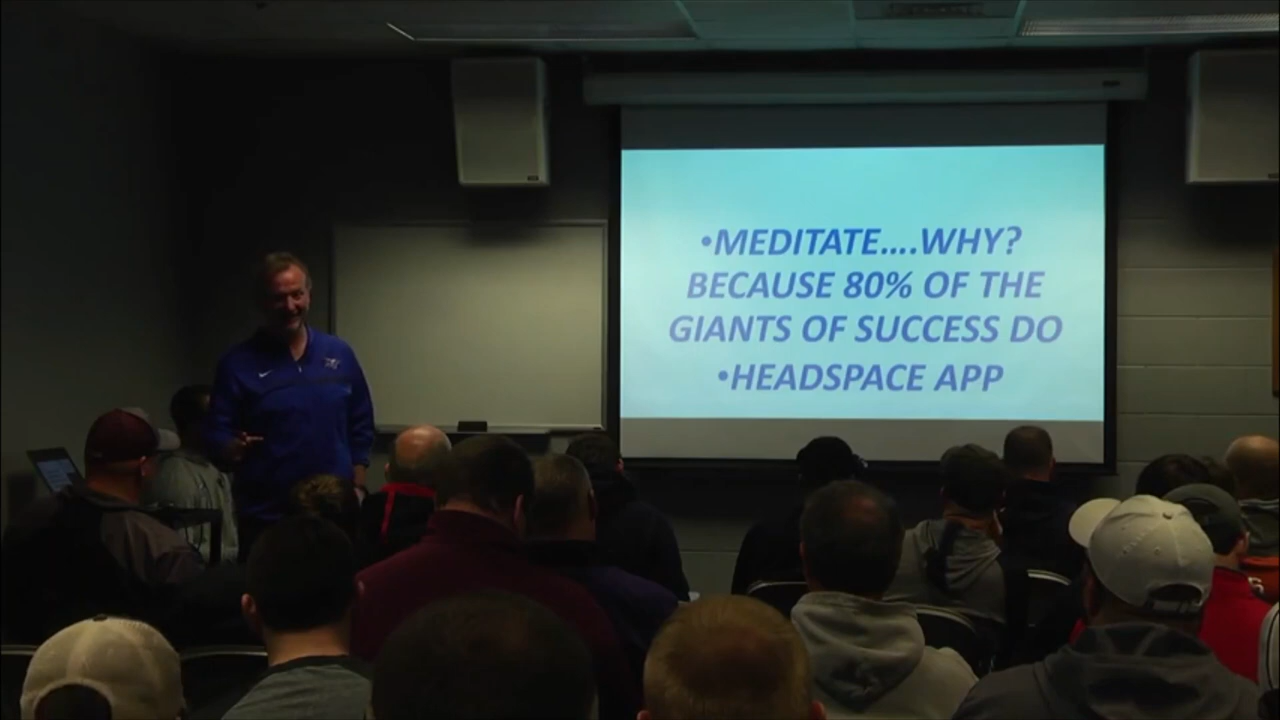 •MEDITATE....WHY?
BECAUSE 80% OF THE
GIANTS OF SUCCESS DO
•HEADSPACE APP